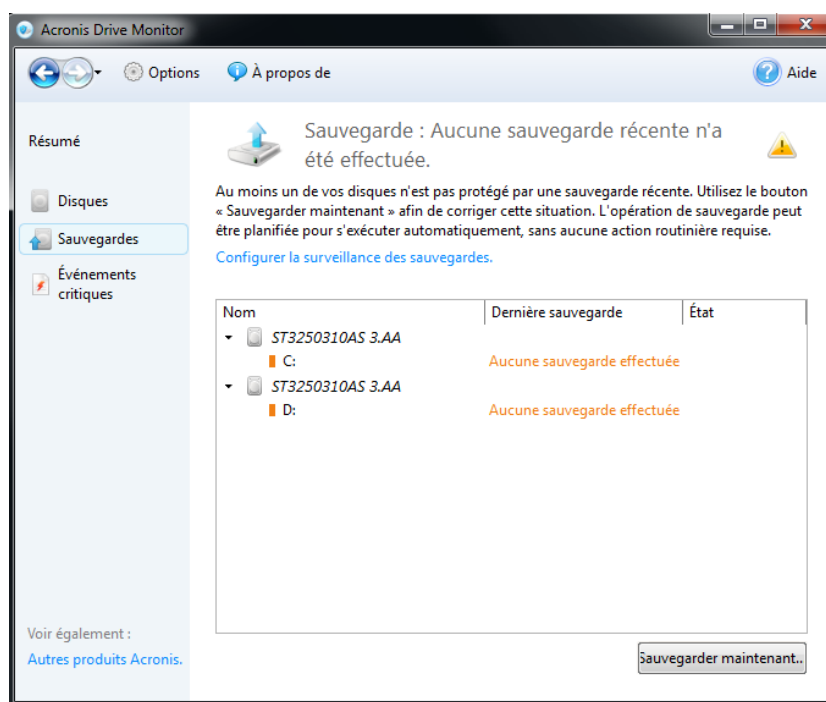 Acronis Drive Monitor
Options
À propos de
Aide
Résumé
Disques
Sauvegardes
Événements
critiques
Voir également :
Autres produits Acronis.
Sauvegarde : Aucune sauvegarde récente n'a
été effectuée.
Au moins un de vos disques n'est pas protégé par une sauvegarde récente. Utilisez le bouton
« Sauvegarder maintenant » afin de corriger cette situation. L'opération de sauvegarde peut
être planifiée pour s'exécuter automatiquement, sans aucune action routinière requise.
Configurer la surveillance des sauvegardes.
Nom Dernière sauvegarde État
ST3250310AS 3.AA
C: Aucune sauvegarde effectuée
ST3250310AS 3.AA
D: Aucune sauvegarde effectuée
Sauvegarder maintenant..